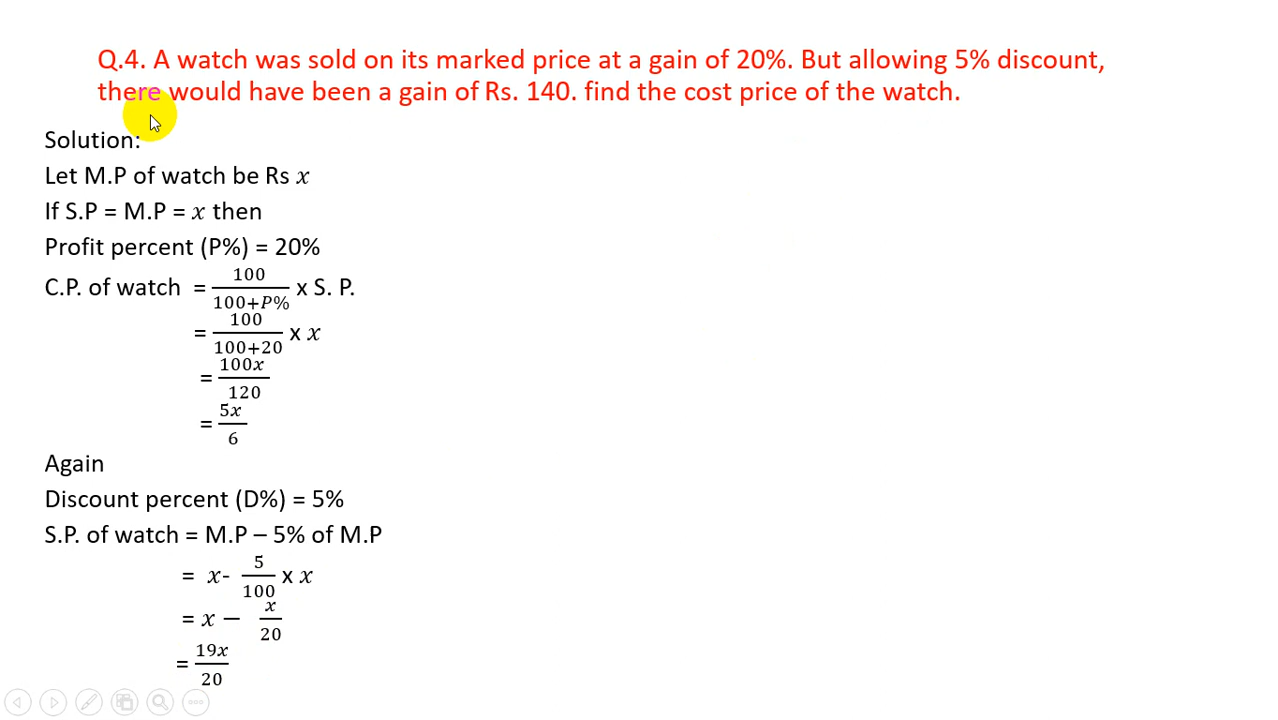 Q.4. A watch was sold on its marked price at a gain of 20%. But allowing 5% discount,
there would have been a gain of Rs. 140. find the cost price of the watch.
Solution:
Let M.P of watch be Rs 𝑥
If S.P = M.P = 𝑥 then
Profit percent (P%) = 20%
C.P. of watch = 100/(100+𝑃%) x S. P.
= 100/(100+20) x 𝑥
= 100𝑥/120
= 5𝑥/6
Again
Discount percent (D%) = 5%
S.P. of watch = M.P – 5% of M.P
= 𝑥- 5/100 x 𝑥
= 𝑥 − 𝑥/20
= 19𝑥/20